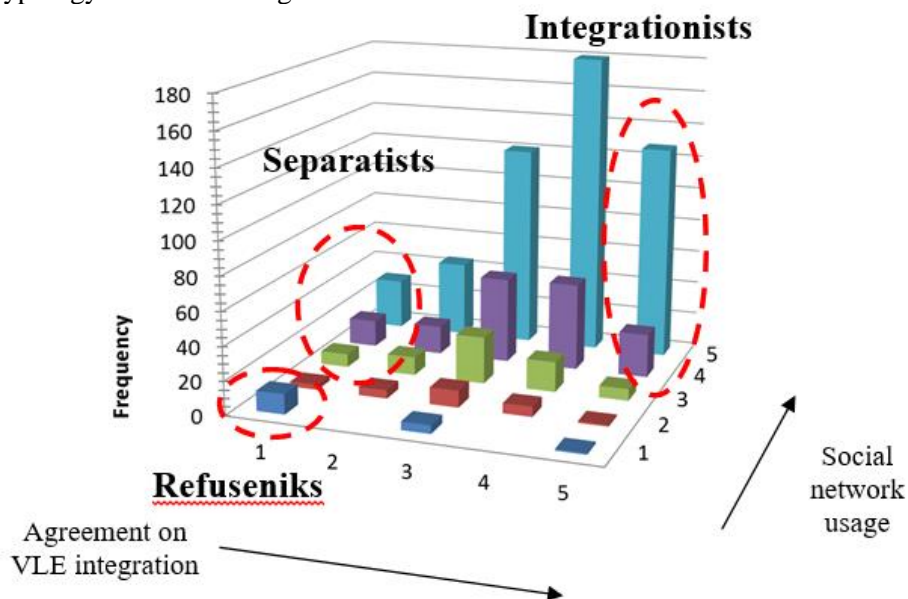 Integrationists
Separatists
180
160
140
120
100
80
60
40
20
0
Frequency
1
2
3
4
5
1
2
3
4
5
Refuseniks
Social
network
usage
Agreement on
VLE integration